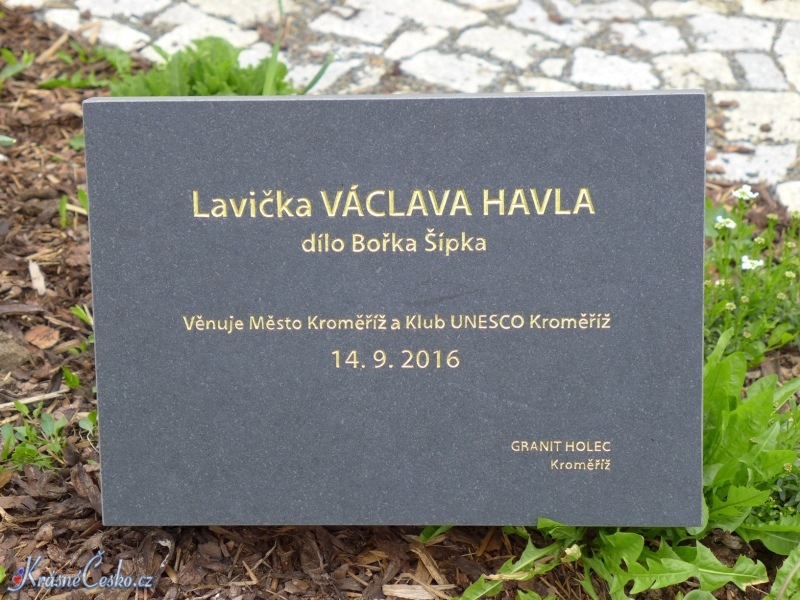 Lavička VÁCLAVA HAVLA
dílo Bořka Šípka
Věnuje Město Kroměříž a Klub UNESCO Kroměříž
14. 9. 2016
GRANIT HOLEC
Kroměříž
KrásnéČesko.cz